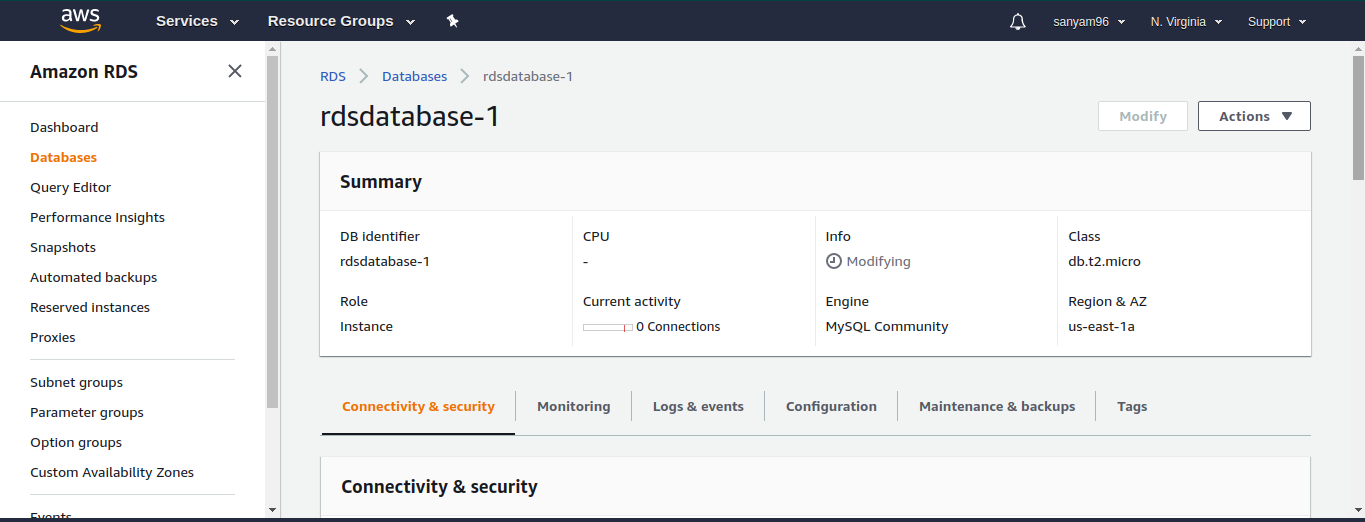 aws Services Resource Groups sanyam96 N. Virginia Support
Amazon RDS
Dashboard
Databases
Query Editor
Performance Insights
Snapshots
Automated backups
Reserved instances
Proxies
Subnet groups
Parameter groups
Option groups
Custom Availability Zones
Events
RDS Databases rdsdatabase-1
rdsdatabase-1
Modify Actions
Summary
DB identifier CPU Info Class
rdsdatabase-1 - Modifying db.t2.micro
Role Current activity Engine Region & AZ
Instance 0 Connections MySQL Community us-east-1a
Connectivity & security Monitoring Logs & events Configuration Maintenance & backups Tags
Connectivity & security